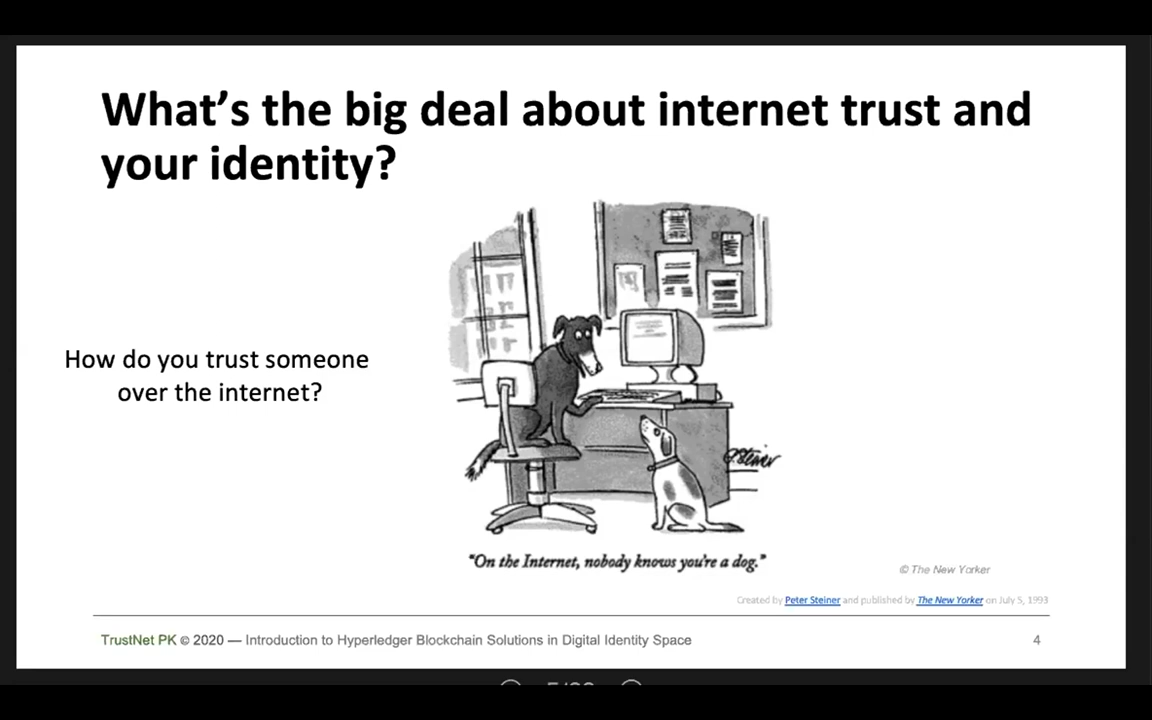 What’s the big deal about internet trust and
your identity?
How do you trust someone
over the internet?
“On the Internet, nobody knows you’re a dog.”
© The New Yorker
Created by Peter Steiner and published by The New Yorker on July 5, 1993
TrustNet PK © 2020 — Introduction to Hyperledger Blockchain Solutions in Digital Identity Space
4